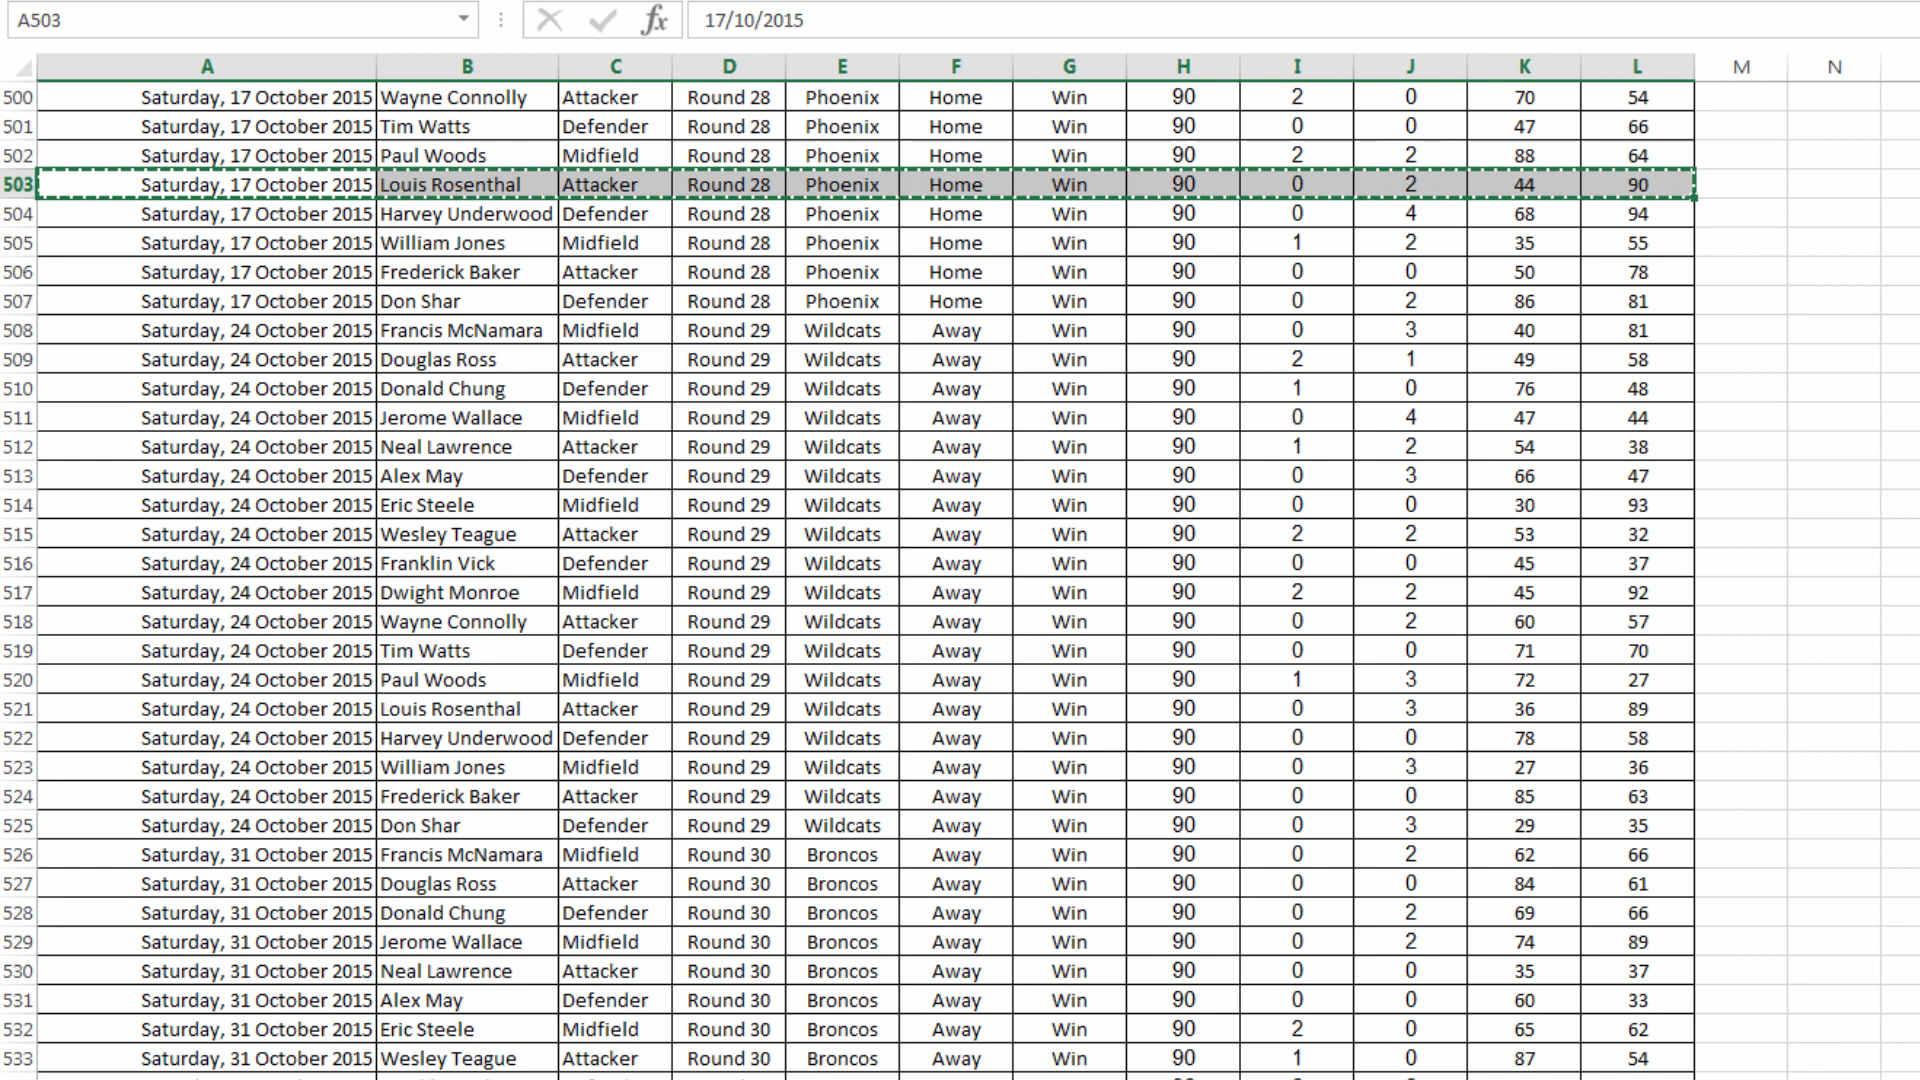 A503 fx 17/10/2015
A B C D E F G H I J K L M N
500 Saturday, 17 October 2015 Wayne Connolly Attacker Round 28 Phoenix Home Win 90 2 0 70 54
501 Saturday, 17 October 2015 Tim Watts Defender Round 28 Phoenix Home Win 90 0 0 47 66
502 Saturday, 17 October 2015 Paul Woods Midfield Round 28 Phoenix Home Win 90 2 2 88 64
503 Saturday, 17 October 2015 Louis Rosenthal Attacker Round 28 Phoenix Home Win 90 0 2 44 90
504 Saturday, 17 October 2015 Harvey Underwood Defender Round 28 Phoenix Home Win 90 0 4 68 94
505 Saturday, 17 October 2015 William Jones Midfield Round 28 Phoenix Home Win 90 1 2 35 55
506 Saturday, 17 October 2015 Frederick Baker Attacker Round 28 Phoenix Home Win 90 0 0 50 78
507 Saturday, 17 October 2015 Don Shar Defender Round 28 Phoenix Home Win 90 0 2 86 81
508 Saturday, 24 October 2015 Francis McNamara Midfield Round 29 Wildcats Away Win 90 0 3 40 81
509 Saturday, 24 October 2015 Douglas Ross Attacker Round 29 Wildcats Away Win 90 2 1 49 58
510 Saturday, 24 October 2015 Donald Chung Defender Round 29 Wildcats Away Win 90 1 0 76 48
511 Saturday, 24 October 2015 Jerome Wallace Midfield Round 29 Wildcats Away Win 90 0 4 47 44
512 Saturday, 24 October 2015 Neal Lawrence Attacker Round 29 Wildcats Away Win 90 1 2 54 38
513 Saturday, 24 October 2015 Alex May Defender Round 29 Wildcats Away Win 90 0 3 66 47
514 Saturday, 24 October 2015 Eric Steele Midfield Round 29 Wildcats Away Win 90 0 0 30 93
515 Saturday, 24 October 2015 Wesley Teague Attacker Round 29 Wildcats Away Win 90 2 2 53 32
516 Saturday, 24 October 2015 Franklin Vick Defender Round 29 Wildcats Away Win 90 0 0 45 37
517 Saturday, 24 October 2015 Dwight Monroe Midfield Round 29 Wildcats Away Win 90 2 2 45 92
518 Saturday, 24 October 2015 Wayne Connolly Attacker Round 29 Wildcats Away Win 90 0 2 60 57
519 Saturday, 24 October 2015 Tim Watts Defender Round 29 Wildcats Away Win 90 0 0 71 70
520 Saturday, 24 October 2015 Paul Woods Midfield Round 29 Wildcats Away Win 90 1 3 72 27
521 Saturday, 24 October 2015 Louis Rosenthal Attacker Round 29 Wildcats Away Win 90 0 3 36 89
522 Saturday, 24 October 2015 Harvey Underwood Defender Round 29 Wildcats Away Win 90 0 0 78 58
523 Saturday, 24 October 2015 William Jones Midfield Round 29 Wildcats Away Win 90 0 3 27 36
524 Saturday, 24 October 2015 Frederick Baker Attacker Round 29 Wildcats Away Win 90 0 0 85 63
525 Saturday, 24 October 2015 Don Shar Defender Round 29 Wildcats Away Win 90 0 3 29 35
526 Saturday, 31 October 2015 Francis McNamara Midfield Round 30 Broncos Away Win 90 0 2 62 66
527 Saturday, 31 October 2015 Douglas Ross Attacker Round 30 Broncos Away Win 90 0 0 84 61
528 Saturday, 31 October 2015 Donald Chung Defender Round 30 Broncos Away Win 90 0 2 69 66
529 Saturday, 31 October 2015 Jerome Wallace Midfield Round 30 Broncos Away Win 90 0 2 74 89
530 Saturday, 31 October 2015 Neal Lawrence Attacker Round 30 Broncos Away Win 90 0 0 35 37
531 Saturday, 31 October 2015 Alex May Defender Round 30 Broncos Away Win 90 0 0 60 33
532 Saturday, 31 October 2015 Eric Steele Midfield Round 30 Broncos Away Win 90 2 0 65 62
533 Saturday, 31 October 2015 Wesley Teague Attacker Round 30 Broncos Away Win 90 1 0 87 54